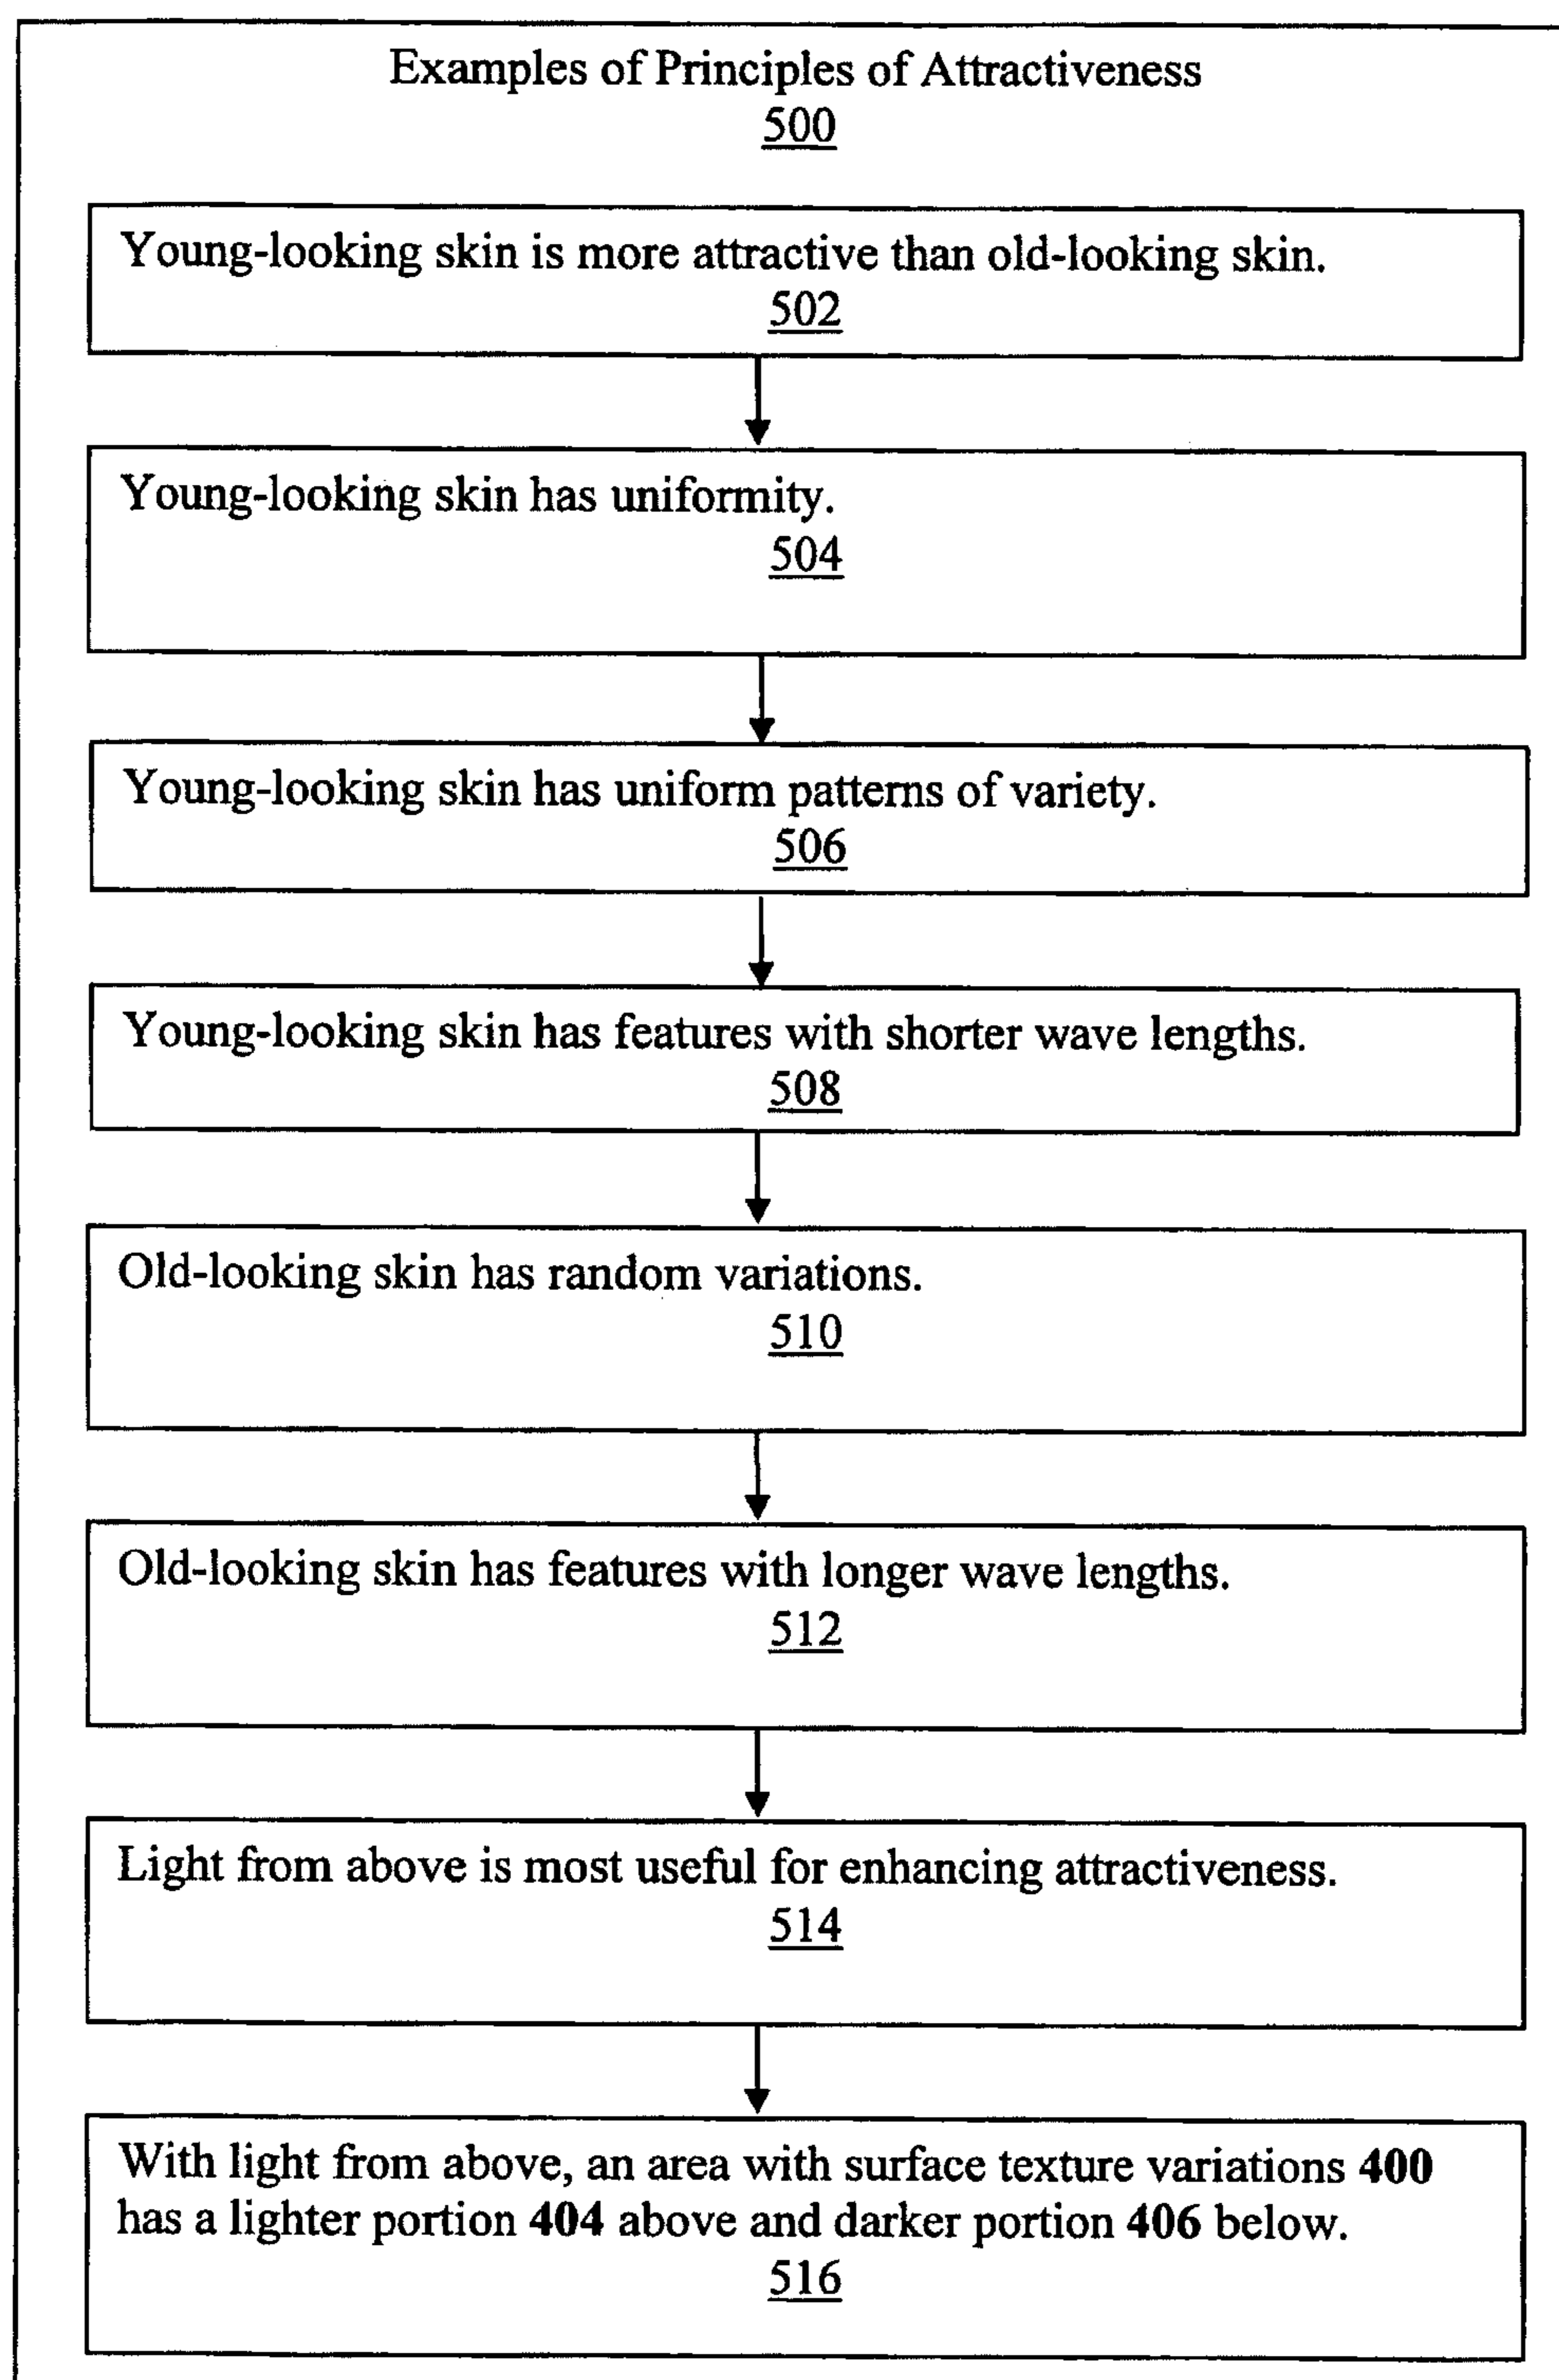 Examples of Principles of Attractiveness
500
Young-looking skin is more attractive than old-looking skin.
502
Young-looking skin has uniformity.
504
Young-looking skin has uniform patterns of variety.
506
Young-looking skin has features with shorter wave lengths.
508
Old-looking skin has random variations.
510
Old-looking skin has features with longer wave lengths.
512
Light from above is most useful for enhancing attractiveness.
514
With light from above, an area with surface texture variations 400
has a lighter portion 404 above and darker portion 406 below.
516